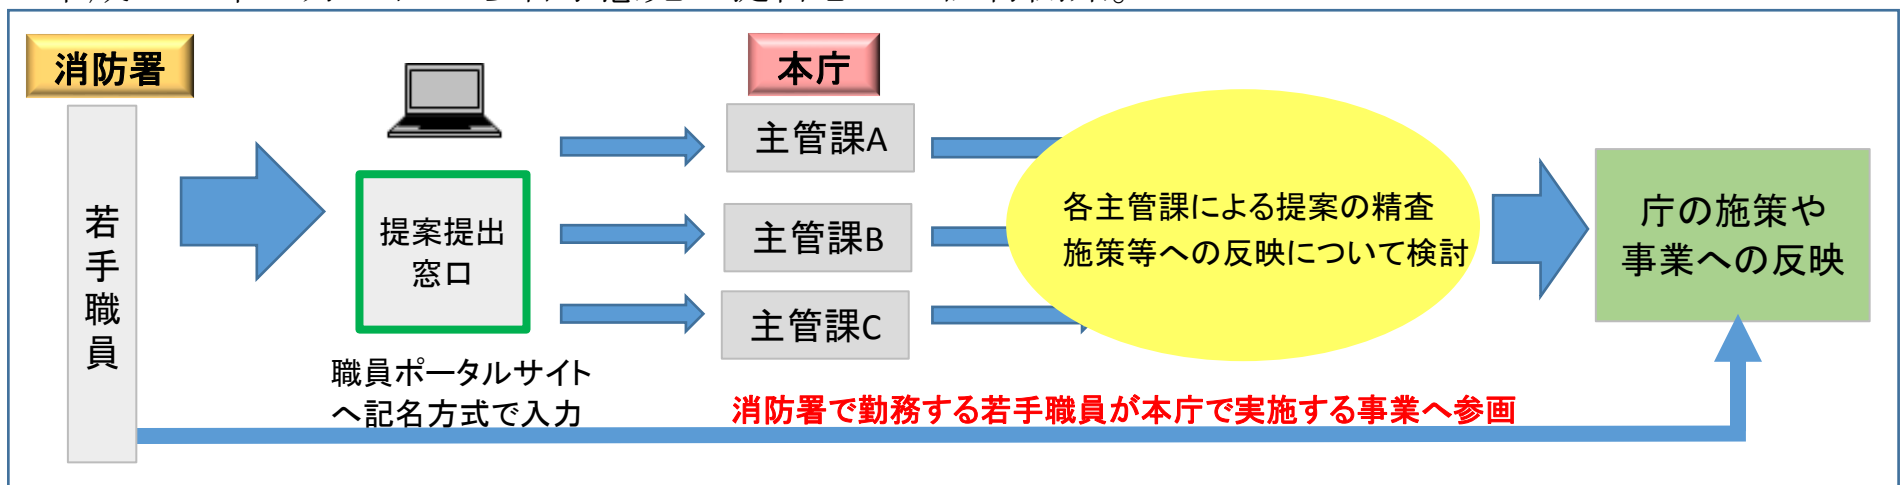 消防署
若手職員
提案提出
窓口
職員ポータルサイト
へ記名方式で入力
本庁
主管課A
主管課B
主管課C
各主管課による提案の精査
施策等への反映について検討
庁の施策や
事業への反映
消防署で勤務する若手職員が本庁で実施する事業へ参画